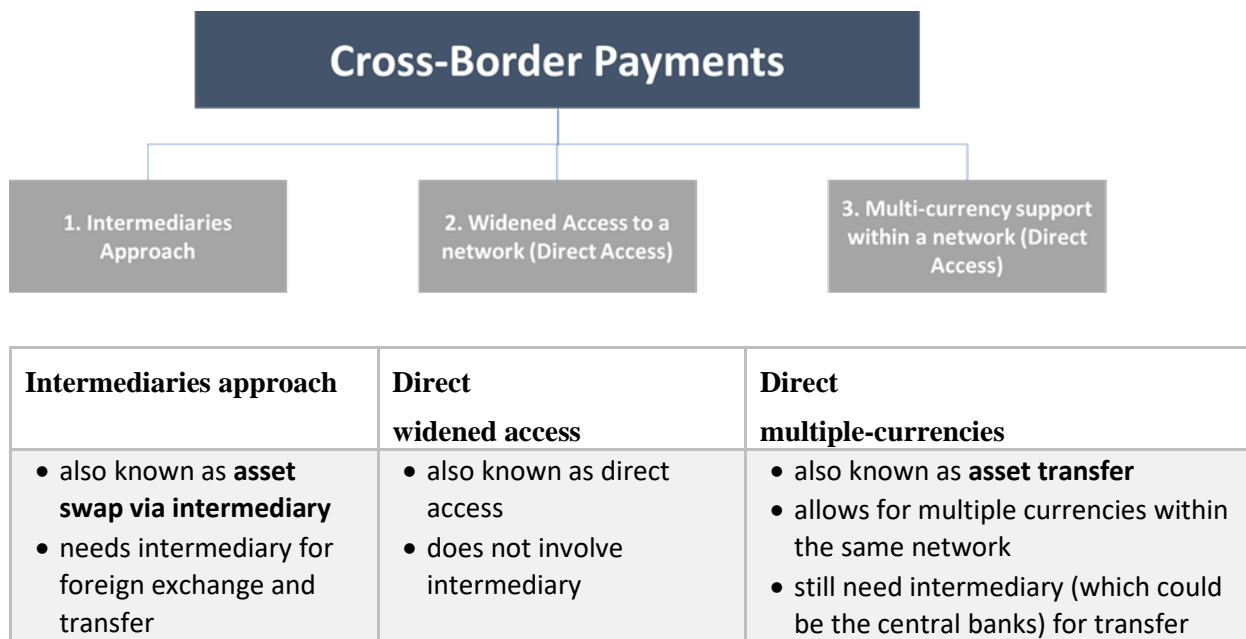 Cross-Border Payments
1. Intermediaries
Approach
2. Widened Access to a
network (Direct Access)
3. Multi-currency support
within a network (Direct
Access)
Intermediaries approach
Direct
widened access
Direct
multiple-currencies
• also known as asset
swap via intermediary
• needs intermediary for
foreign exchange and
transfer
• also known as direct
access
• does not involve
intermediary
• also known as asset transfer
• allows for multiple currencies within
the same network
• still need intermediary (which could
be the central banks) for transfer